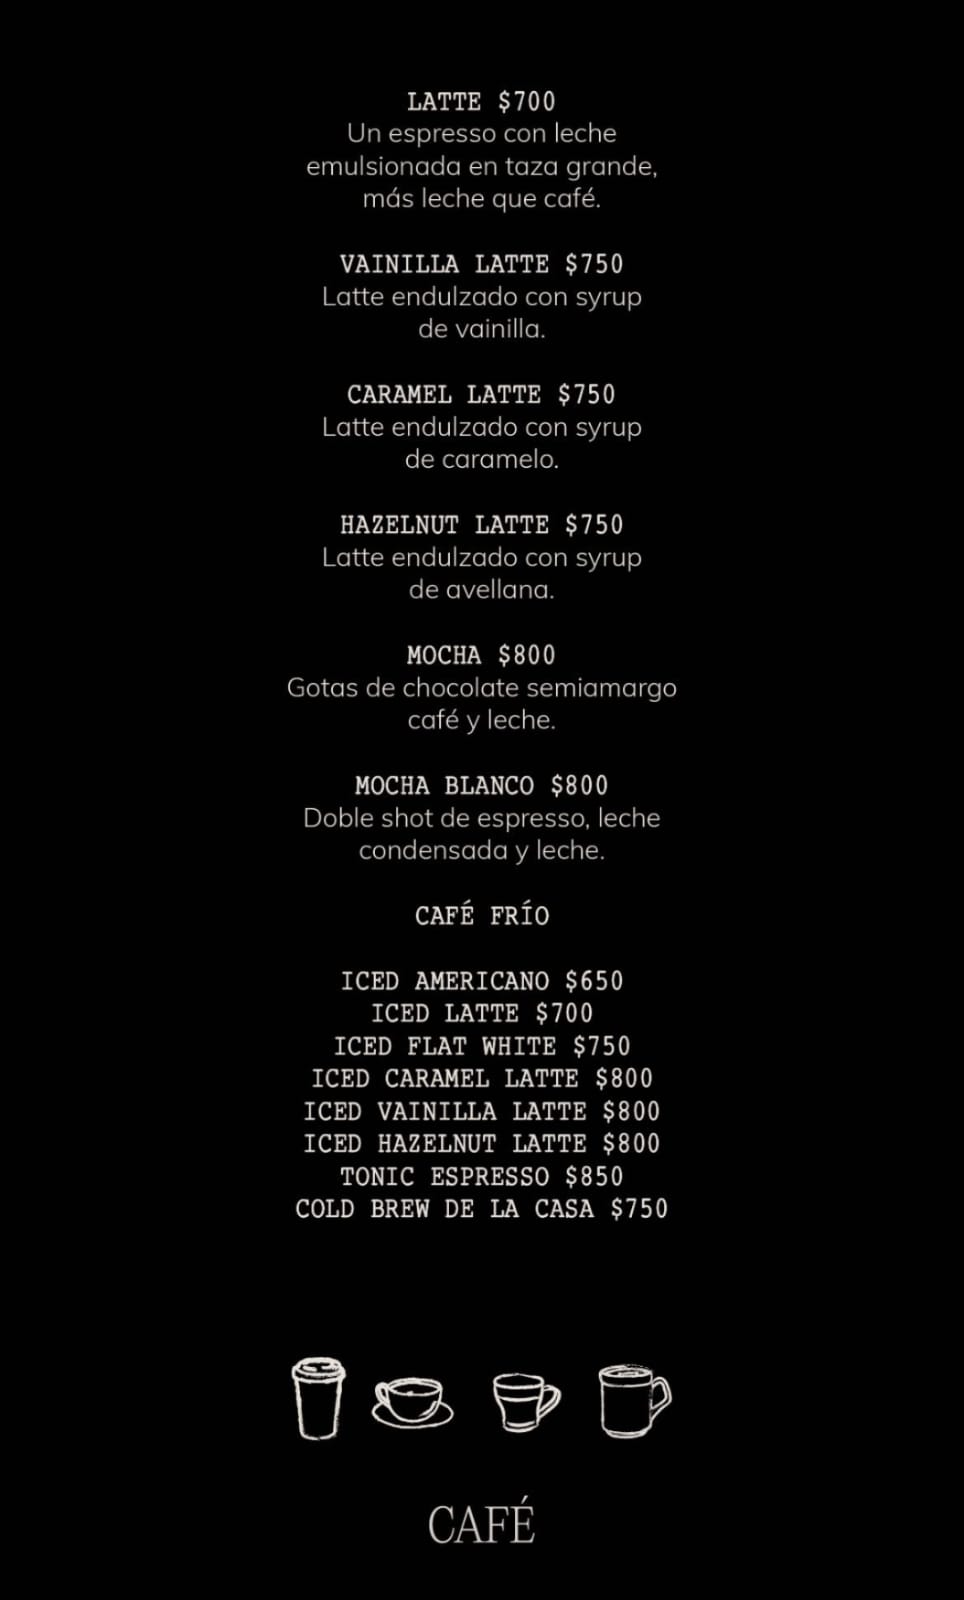 LATTE $700
Un espresso con leche
emulsionada en taza grande,
más leche que café.
VAINILLA LATTE $750
Latte endulzado con syrup
de vainilla.
CARAMEL LATTE $750
Latte endulzado con syrup
de caramelo.
HAZELNUT LATTE $750
Latte endulzado con syrup
de avellana.
MOCHA $800
Gotas de chocolate semiamargo
café y leche.
MOCHA BLANCO $800
Doble shot de espresso, leche
condensada y leche.
CAFÉ FRÍO
ICED AMERICANO $650
ICED LATTE $700
ICED FLAT WHITE $750
ICED CARAMEL LATTE $800
ICED VAINILLA LATTE $800
ICED HAZELNUT LATTE $800
TONIC ESPRESSO $850
COLD BREW DE LA CASA $750
CAFÉ